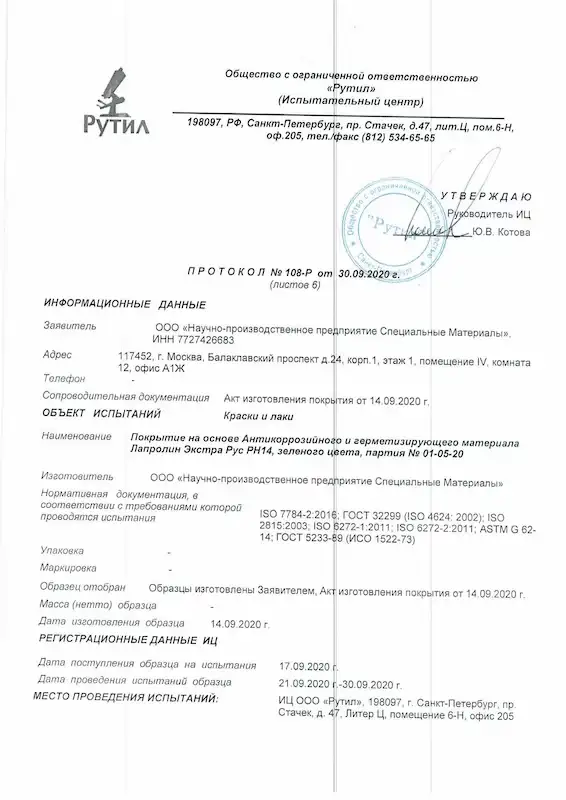 Общество с ограниченной ответственностью
«Рутил»
(Испытательный центр)
РУТИЛ
198097, РФ, Санкт-Петербург, пр. Стачек, д.47, лит.Ц, пом.6-Н,
оф.205, тел./факс (812) 534-65-65
УТВЕРЖДАЮ
Руководитель ИЦ
Ю.В. Котова
Общество с ограниченной ответственностью
"Рутил"
Санкт-Петербург
ПРОТОКОЛ № 108-Р от 30.09.2020 г.
(листов 6)
ИНФОРМАЦИОННЫЕ ДАННЫЕ
Заявитель ООО «Научно-производственное предприятие Специальные Материалы»,
ИНН 7727426683
Адрес 117452, г. Москва, Балаклавский проспект д.24, корп.1, этаж 1, помещение IV, комната
12, офис А1Ж
Телефон -
Сопроводительная документация Акт изготовления покрытия от 14.09.2020 г.
ОБЪЕКТ ИСПЫТАНИЙ Краски и лаки
Наименование Покрытие на основе Антикоррозийного и герметизирующего материала
Лапролин Экстра Рус РН14, зеленого цвета, партия № 01-05-20
Изготовитель ООО «Научно-производственное предприятие Специальные Материалы»
Нормативная документация, в
соответствии с требованиями которой
проводятся испытания
ISO 7784-2:2016; ГОСТ 32299 (ISO 4624: 2002); ISO
2815:2003; ISO 6272-1:2011; ISO 6272-2:2011; ASTM G 62-
14; ГОСТ 5233-89 (ИСО 1522-73)
Упаковка -
Маркировка -
Образец отобран Образцы изготовлены Заявителем, Акт изготовления покрытия от 14.09.2020 г.
Масса (нетто) образца -
Дата изготовления образца 14.09.2020 г.
РЕГИСТРАЦИОННЫЕ ДАННЫЕ ИЦ
Дата поступления образца на испытания 17.09.2020 г.
Дата проведения испытаний образца 21.09.2020 г.-30.09.2020 г.
МЕСТО ПРОВЕДЕНИЯ ИСПЫТАНИЙ: ИЦ ООО «Рутил», 198097, г. Санкт-Петербург, пр.
Стачек, д. 47, Литер Ц, помещение 6-Н, офис 205